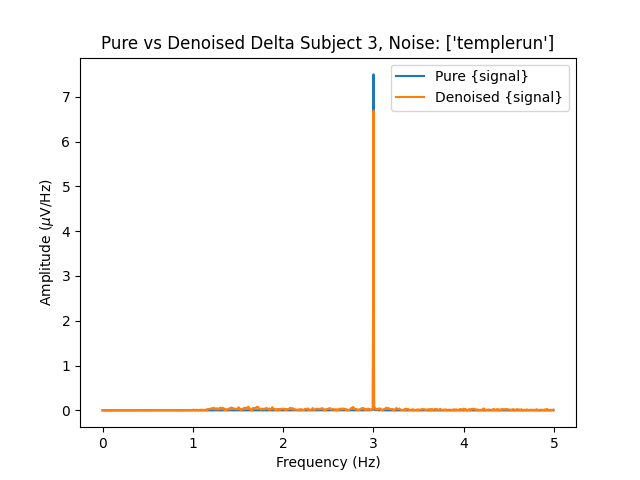 Pure vs Denoised Delta Subject 3, Noise: ['templerun']
Pure {signal}
Denoised {signal}
7
6
5
4
3
2
1
0
Amplitude (μV/Hz)
0 1 2 3 4 5
Frequency (Hz)